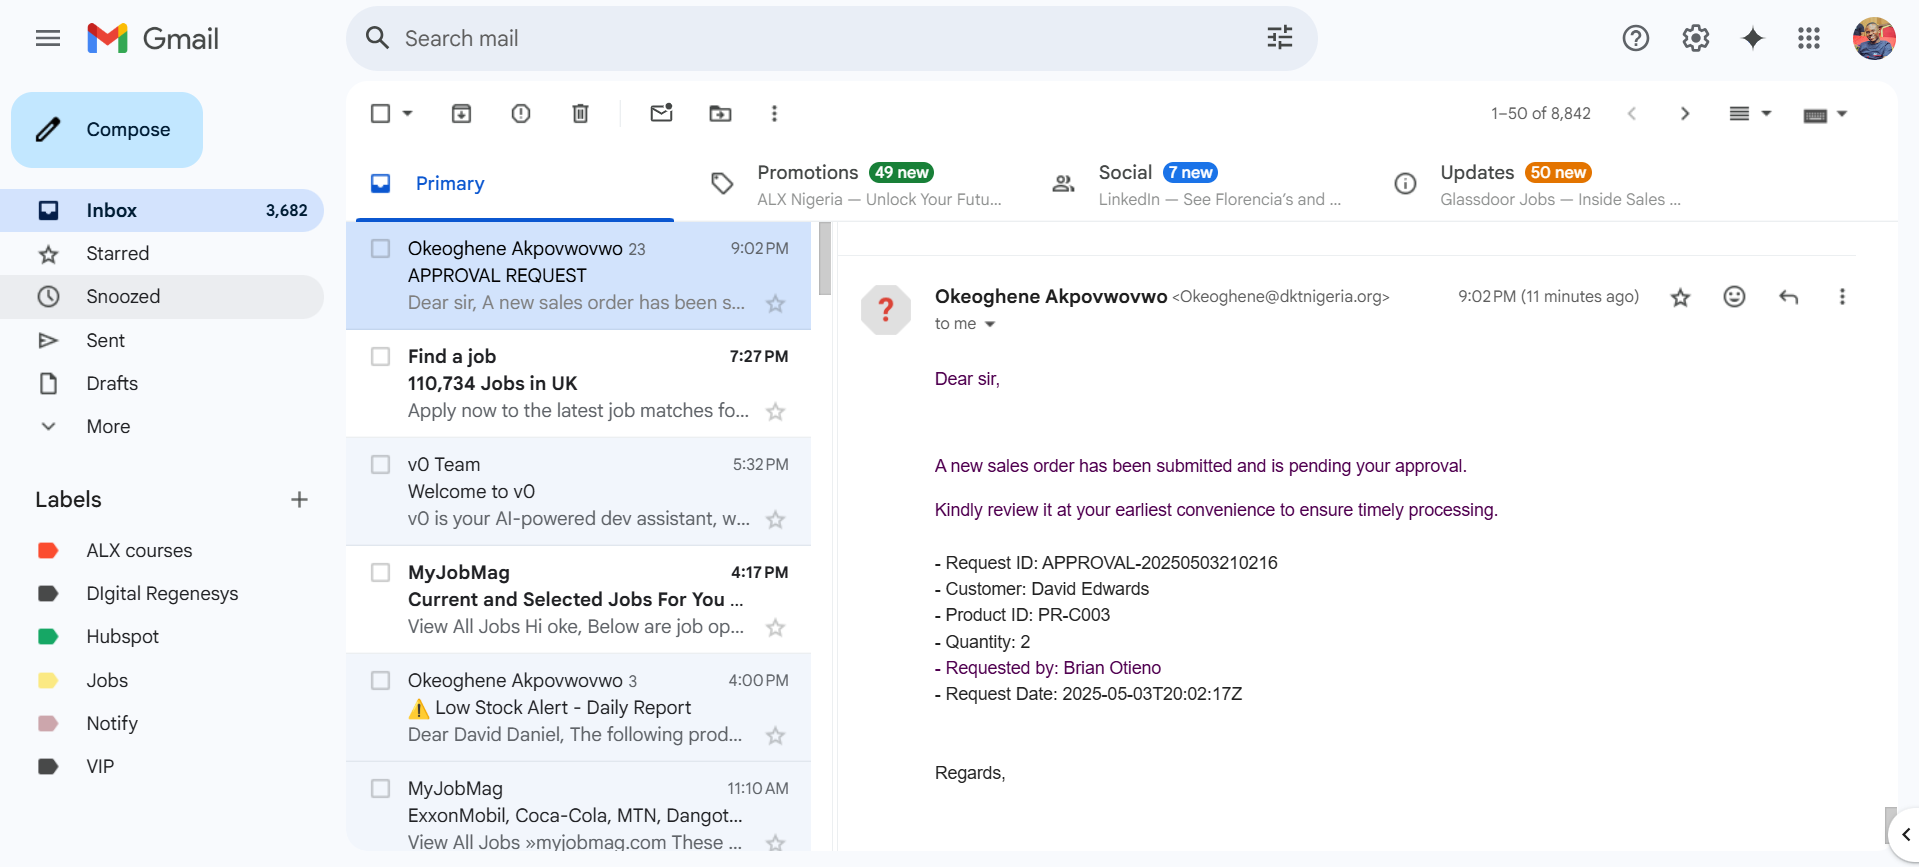 Gmail
Search mail
Compose
Inbox 3,682
Starred
Snoozed
Sent
Drafts
More
Labels
ALX courses
DIgital Regenesys
Hubspot
Jobs
Notify
VIP
1–50 of 8,842
Primary
Promotions 49 new
ALX Nigeria — Unlock Your Futu...
Social 7 new
LinkedIn — See Florencia's and ...
Updates 50 new
Glassdoor Jobs — Inside Sales ...
Okeoghene Akpovwovwo 23 9:02 PM
APPROVAL REQUEST
Dear sir, A new sales order has been s...
Find a job 7:27 PM
110,734 Jobs in UK
Apply now to the latest job matches fo...
v0 Team 5:32 PM
Welcome to v0
v0 is your AI-powered dev assistant, w...
MyJobMag 4:17 PM
Current and Selected Jobs For You ...
View All Jobs Hi oke, Below are job op...
Okeoghene Akpovwovwo 3 4:00 PM
⚠️ Low Stock Alert - Daily Report
Dear David Daniel, The following prod...
MyJobMag 11:10 AM
ExxonMobil, Coca-Cola, MTN, Dangot...
View All Jobs »myjobmag.com These ...
Okeoghene Akpovwovwo <Okeoghene@dktnigeria.org> 9:02 PM (11 minutes ago)
to me
Dear sir,
A new sales order has been submitted and is pending your approval.
Kindly review it at your earliest convenience to ensure timely processing.
- Request ID: APPROVAL-20250503210216
- Customer: David Edwards
- Product ID: PR-C003
- Quantity: 2
- Requested by: Brian Otieno
- Request Date: 2025-05-03T20:02:17Z
Regards,